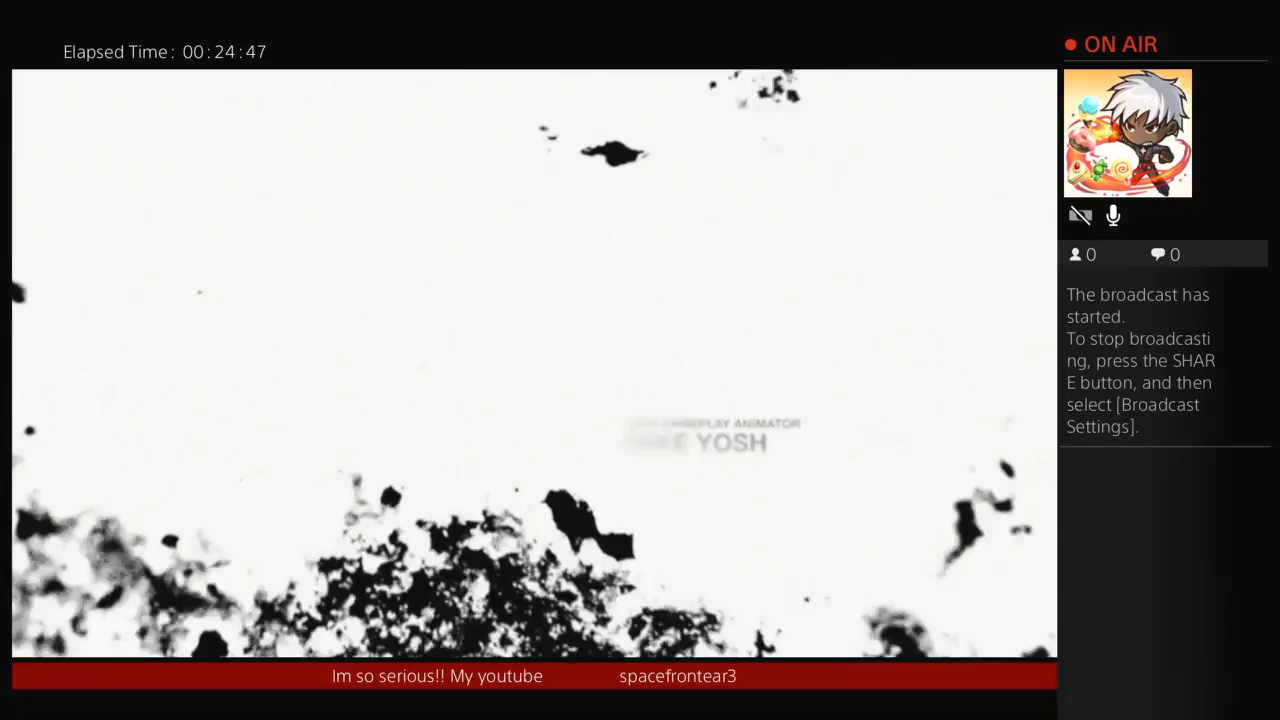 Elapsed Time: 00:24:47
ON AIR
0 0
The broadcast has
started.
To stop broadcasti
ng, press the SHAR
E button, and then
select [Broadcast
Settings].
GAMEPLAY ANIMATOR
YOSH
Im so serious!! My youtube spacefrontear3